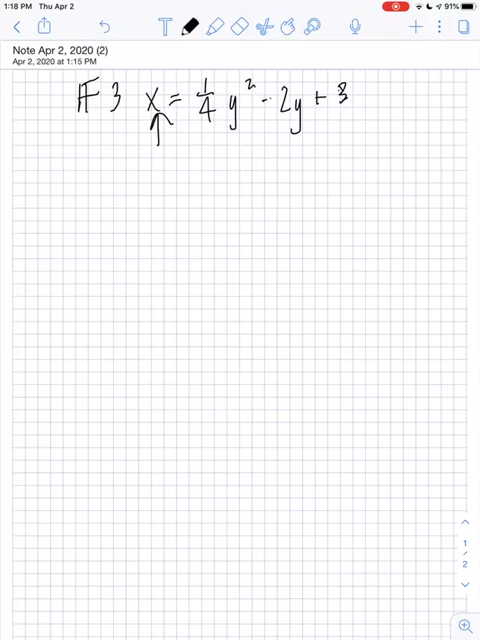 1:18 PM Thu Apr 2 91%
T
Note Apr 2, 2020 (2)
Apr 2, 2020 at 1:15 PM
# 3 x = 1/4 y² - 2y + 3
1
2